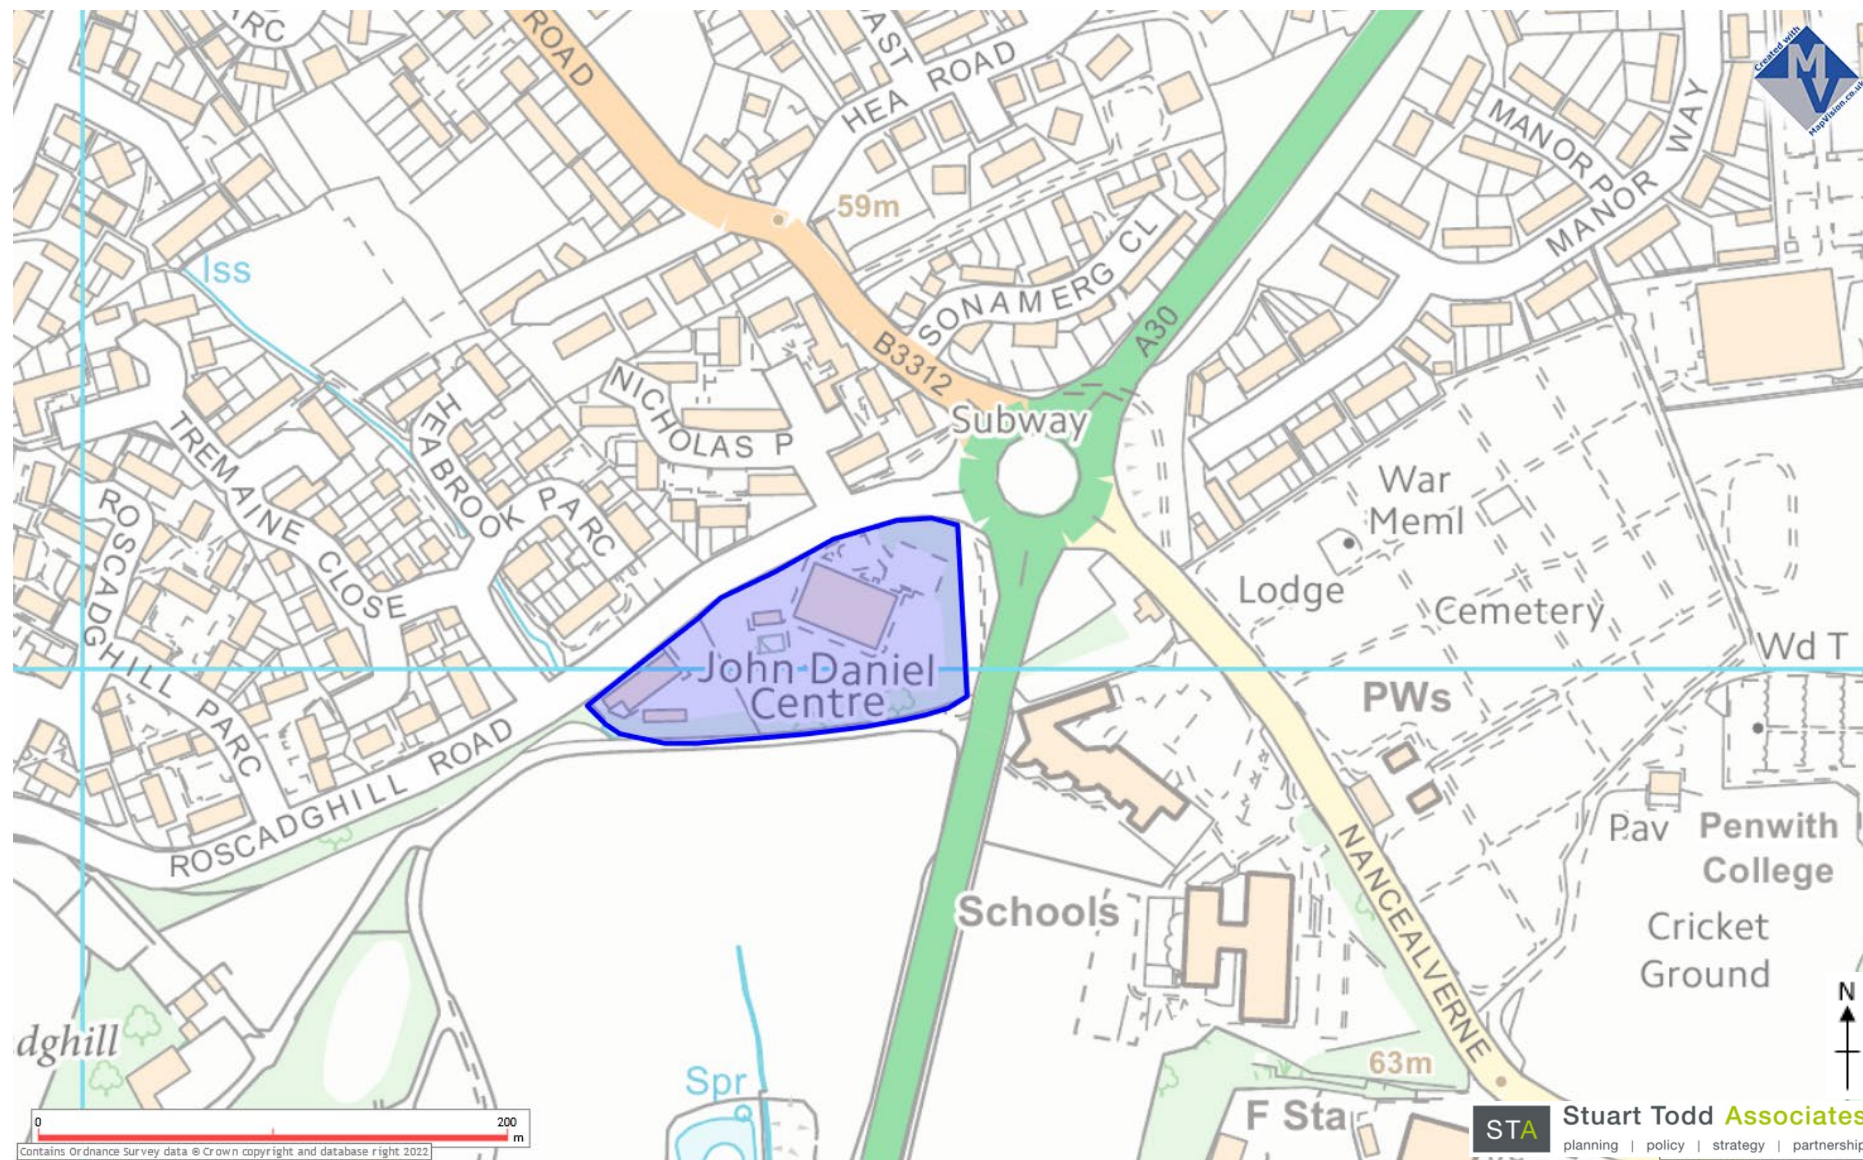 ARC
ROAD
AST
HEA ROAD
Created with
MV
MapVision.co.uk
MANOR
WAY
POR
MANOR
59m
Iss
SONAMERG CL
A30
B3312
NICHOLAS P
Subway
HEABROOK PARC
TREMAINE CLOSE
ROSCADGHILL PARC
War
Meml
Lodge
Cemetery
Wd T
John Daniel
Centre
PWs
ROSCADGHILL ROAD
Pav
Penwith
College
NANCEALVERNE
Schools
Cricket
Ground
N
dghill
63m
Spr
F Sta
0
200
m
Contains Ordnance Survey data © Crown copyright and database right 2022
STA
Stuart Todd Associates
planning | policy | strategy | partnership